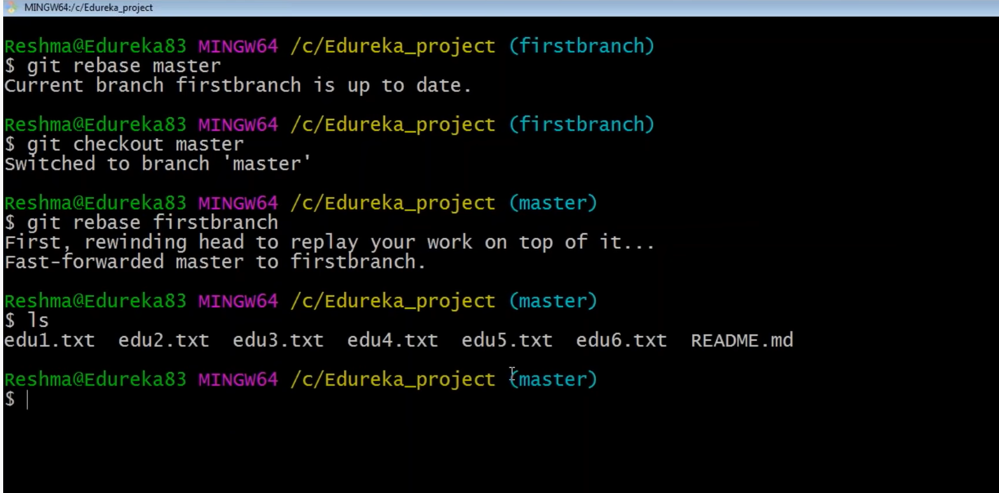 MINGW64:/c/Edureka_project
Reshma@Edureka83 MINGW64 /c/Edureka_project (firstbranch)
$ git rebase master
Current branch firstbranch is up to date.
Reshma@Edureka83 MINGW64 /c/Edureka_project (firstbranch)
$ git checkout master
Switched to branch 'master'
Reshma@Edureka83 MINGW64 /c/Edureka_project (master)
$ git rebase firstbranch
First, rewinding head to replay your work on top of it...
Fast-forwarded master to firstbranch.
Reshma@Edureka83 MINGW64 /c/Edureka_project (master)
$ ls
edu1.txt edu2.txt edu3.txt edu4.txt edu5.txt edu6.txt README.md
Reshma@Edureka83 MINGW64 /c/Edureka_project (master)
$